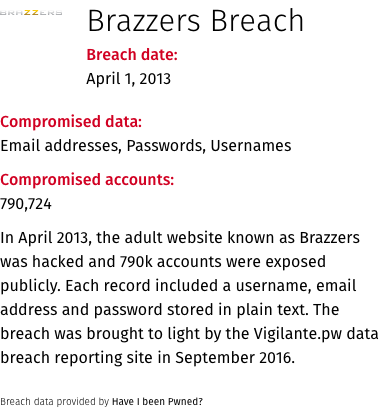 BRAZZERS
Brazzers Breach
Breach date:
April 1, 2013
Compromised data:
Email addresses, Passwords, Usernames
Compromised accounts:
790,724
In April 2013, the adult website known as Brazzers
was hacked and 790k accounts were exposed
publicly. Each record included a username, email
address and password stored in plain text. The
breach was brought to light by the Vigilante.pw data
breach reporting site in September 2016.
Breach data provided by Have I been Pwned?